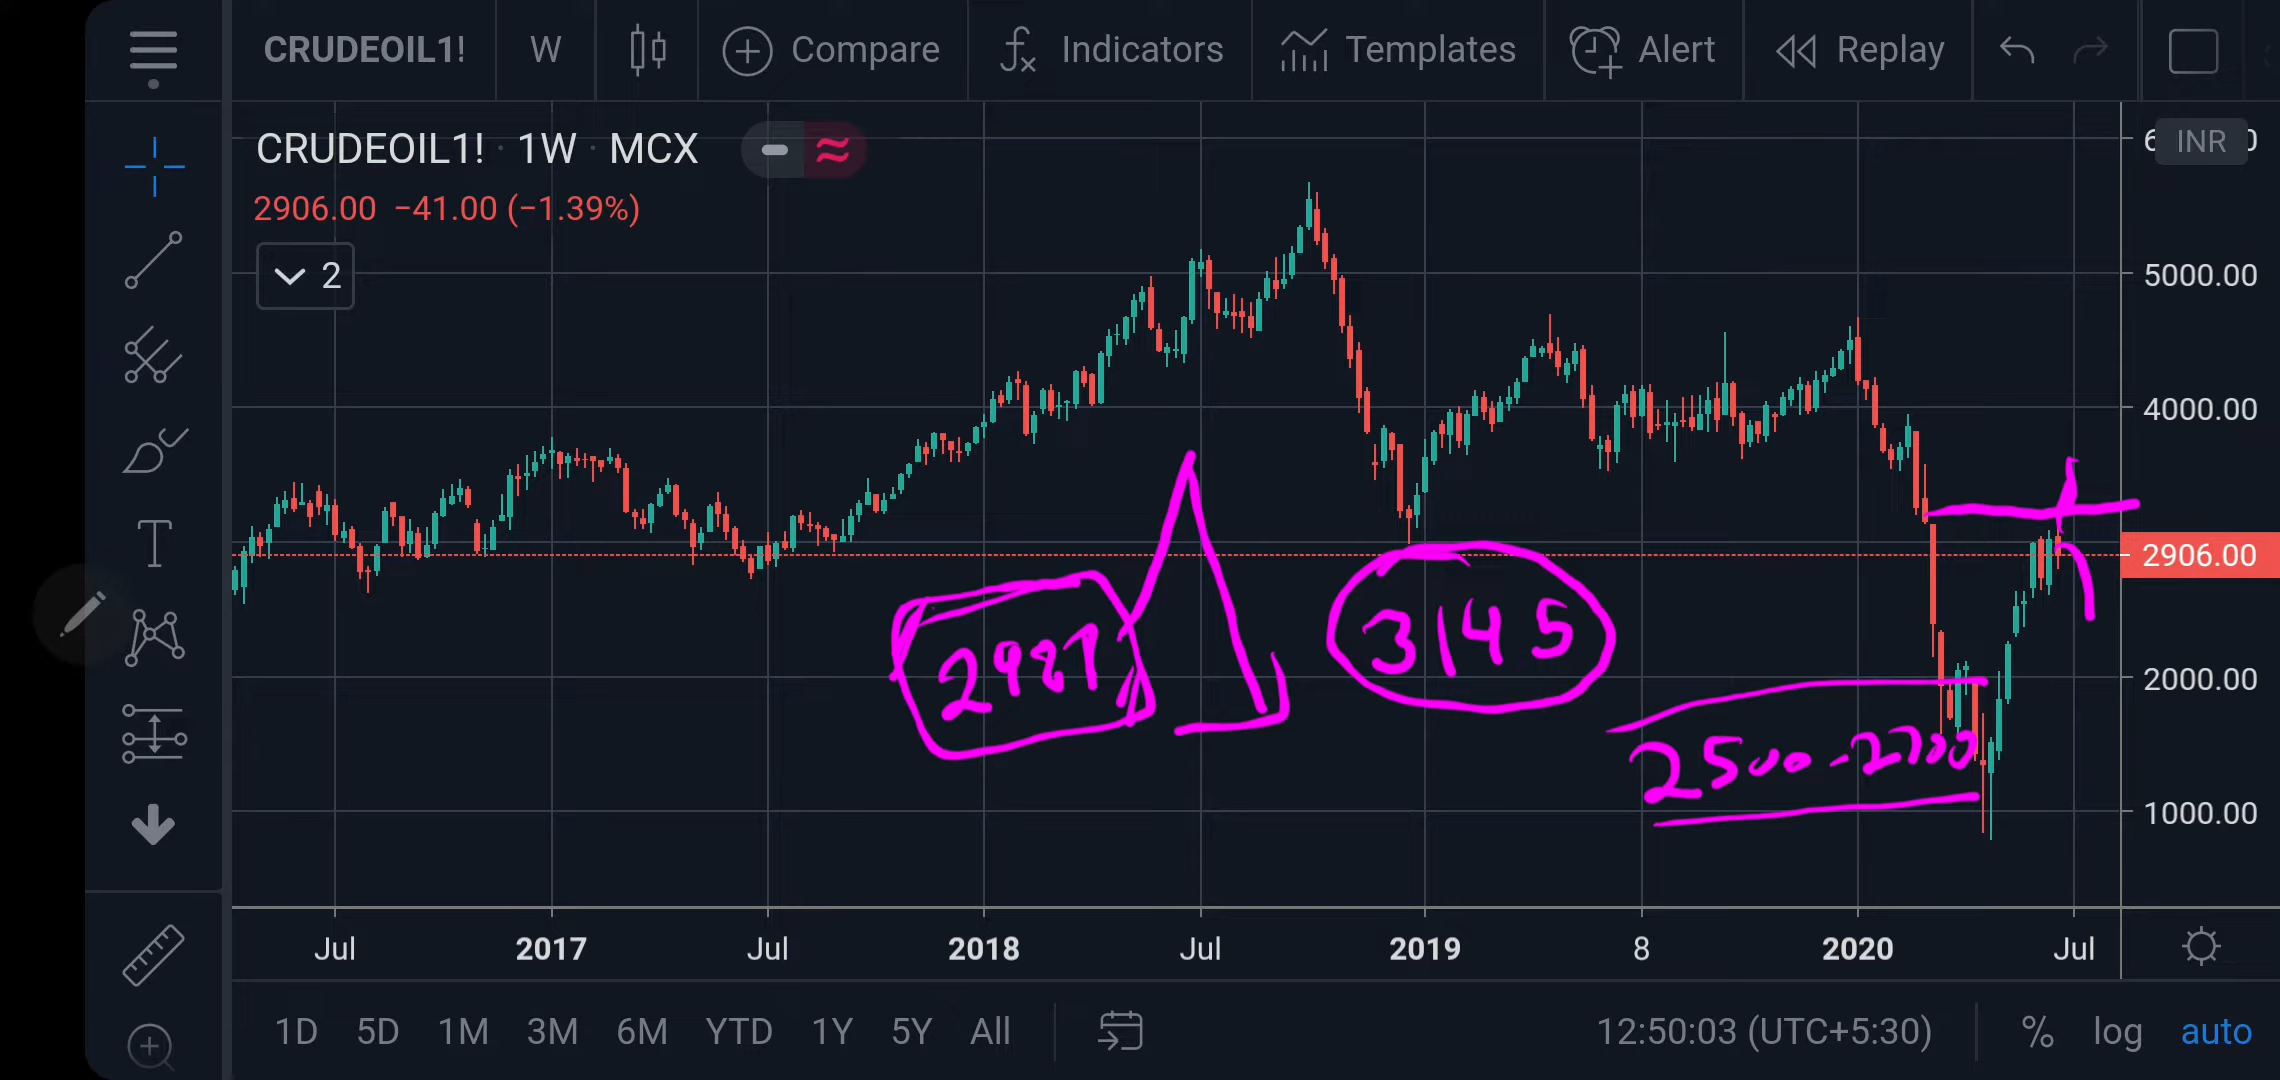 CRUDEOIL1! W Compare Indicators Templates Alert Replay
CRUDEOIL1! · 1W · MCX
INR
2906.00 −41.00 (−1.39%)
2
5000.00
4000.00
2906.00
2987
3145
2000.00
2500-2700
1000.00
Jul 2017 Jul 2018 Jul 2019 8 2020 Jul
1D 5D 1M 3M 6M YTD 1Y 5Y All 12:50:03 (UTC+5:30) % log auto